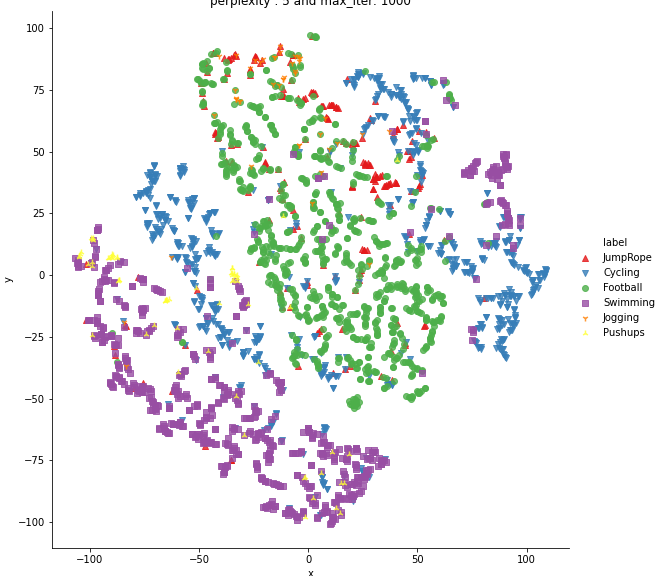 perplexity : 5 and max_iter: 1000
100
75
50
25
0
−25
−50
−75
−100
y
−100
−50
0
50
100
x
label
JumpRope
Cycling
Football
Swimming
Jogging
Pushups